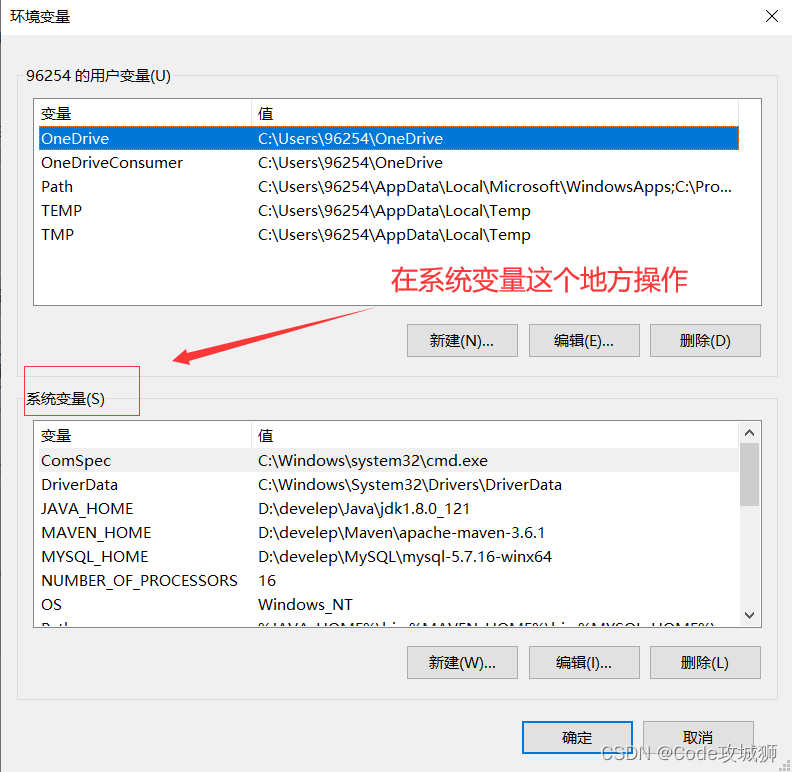 环境变量
96254 的用户变量(U)
变量 值
OneDrive C:\Users\96254\OneDrive
OneDriveConsumer C:\Users\96254\OneDrive
Path C:\Users\96254\AppData\Local\Microsoft\WindowsApps;C:\Pro...
TEMP C:\Users\96254\AppData\Local\Temp
TMP C:\Users\96254\AppData\Local\Temp
在系统变量这个地方操作
新建(N)... 编辑(E)... 删除(D)
系统变量(S)
变量 值
ComSpec C:\Windows\system32\cmd.exe
DriverData C:\Windows\System32\Drivers\DriverData
JAVA_HOME D:\develep\Java\jdk1.8.0_121
MAVEN_HOME D:\develep\Maven\apache-maven-3.6.1
MYSQL_HOME D:\develep\MySQL\mysql-5.7.16-winx64
NUMBER_OF_PROCESSORS 16
OS Windows_NT
Path %JAVA_HOME%\bin;%MAVEN_HOME%\bin;%MYSQL_HOME%\
新建(W)... 编辑(I)... 删除(L)
确定 取消
CSDN @Code攻城狮